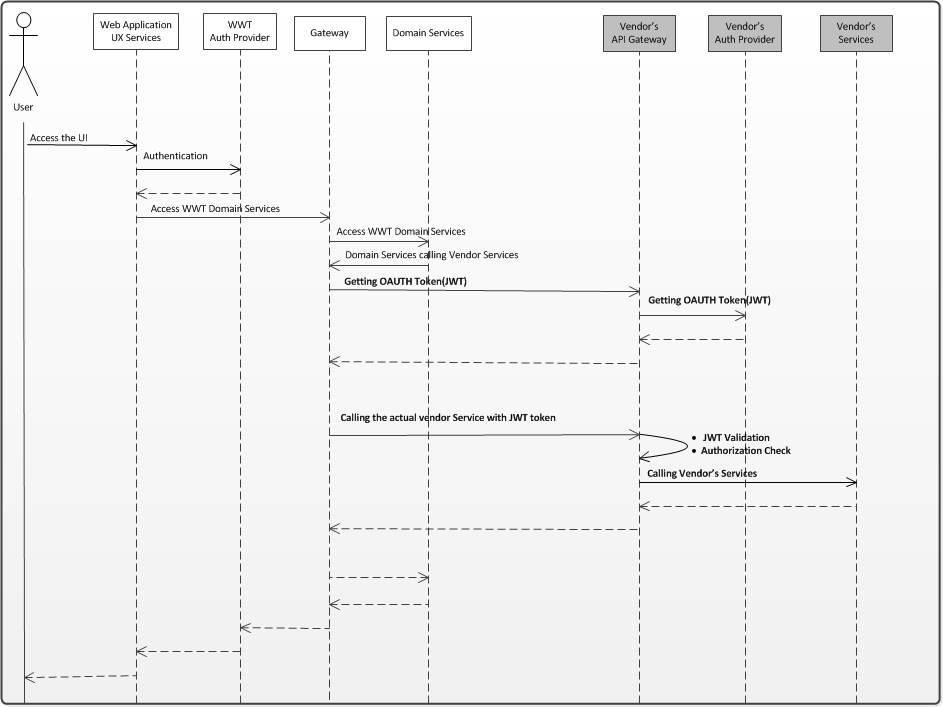 Web Application
UX Services
WWT
Auth Provider
Gateway
Domain Services
Vendor's
API Gateway
Vendor's
Auth Provider
Vendor's
Services
User
Access the UI
Authentication
Access WWT Domain Services
Access WWT Domain Services
Domain Services calling Vendor Services
Getting OAUTH Token(JWT)
Getting OAUTH Token(JWT)
Calling the actual vendor Service with JWT token
• JWT Validation
• Authorization Check
Calling Vendor's Services